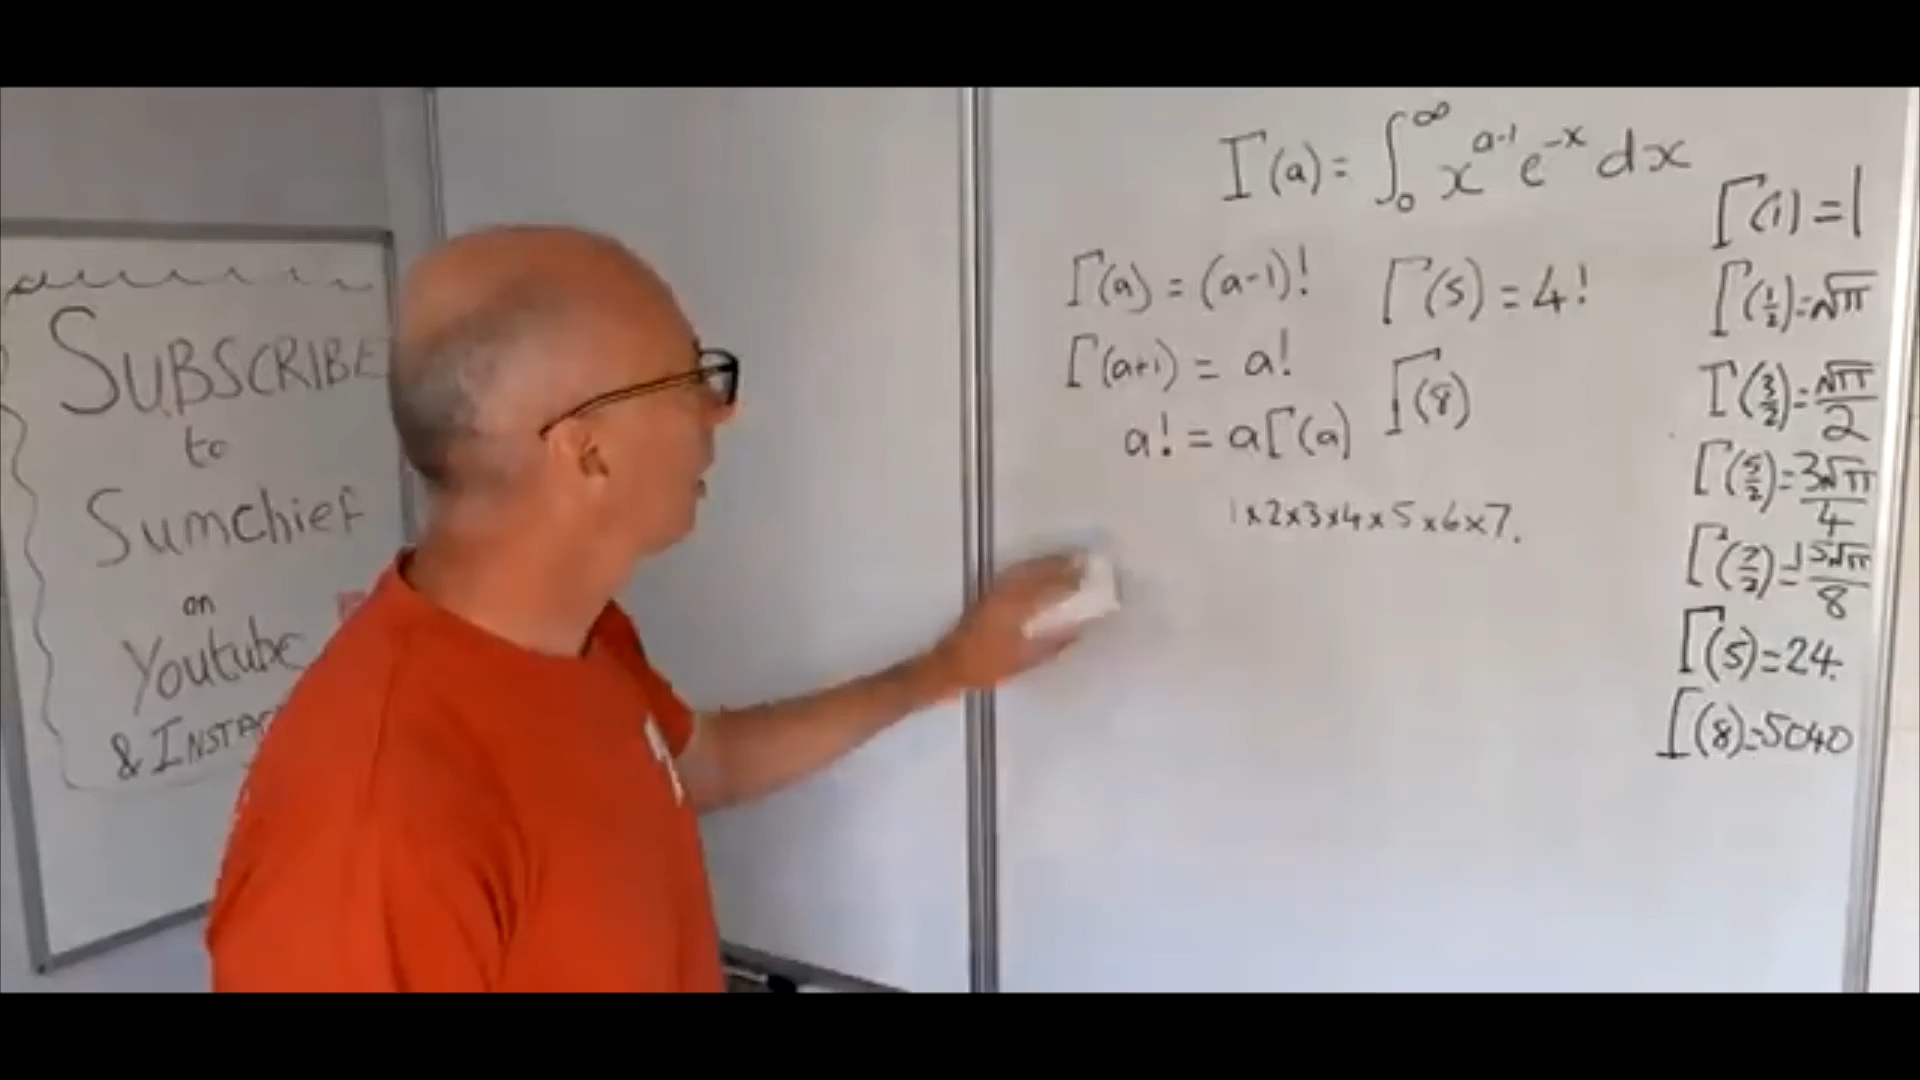 SUBSCRIBE
to
Sumchief
on
Youtube
& INSTAG
Γ(a) = ∫₀^∞ x^{a-1} e^{-x} dx
Γ(a) = (a-1)! Γ(5) = 4!
Γ(a+1) = a! Γ(8)
a! = aΓ(a)
1x2x3x4x5x6x7.
Γ(1) = 1
Γ(1/2) = √π
Γ(3/2) = √π/2
Γ(5/2) = 3√π/4
Γ(7/2) = 15√π/8
Γ(5) = 24.
Γ(8) = 5040